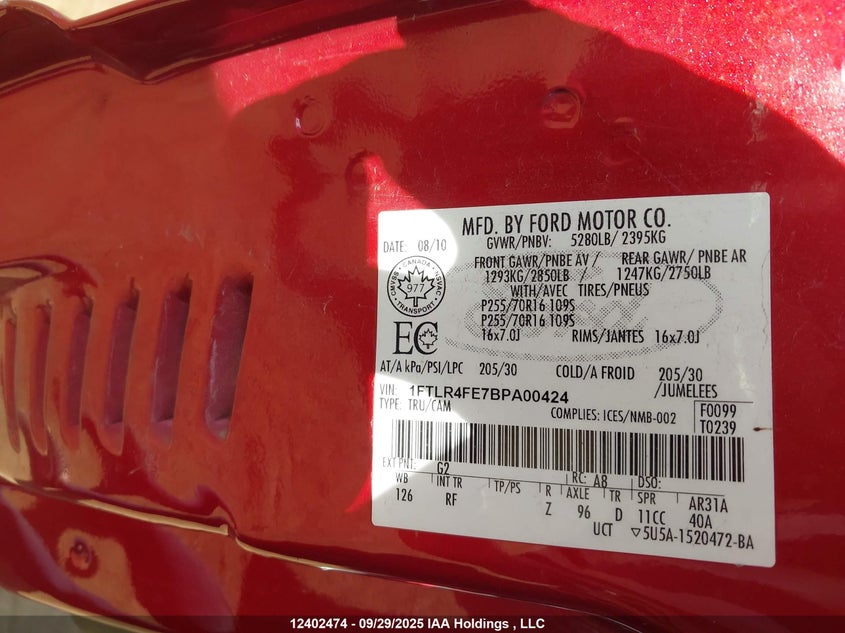 MFD. BY FORD MOTOR CO.
DATE: 08/10 GVWR/PNBV: 5280LB/ 2395KG
FRONT GAWR/PNBE AV / REAR GAWR/ PNBE AR
1293KG/2850LB / 1247KG/2750LB
WITH/AVEC TIRES/PNEUS
P255/70R16 109S
P255/70R16 109S
16x7.0J RIMS/JANTES 16x7.0J
CANADA
977
TRANSPORT
EC
AT/A kPa/PSI/LPC 205/30 COLD/A FROID 205/30
VIN: 1FTLR4FE7BPA00424 /JUMELEES
TYPE: TRU/CAM COMPLIES: ICES/NMB-002
F0099
T0239
EXT PNT: G2 RC: AB DSO:
WB INT TR TP/PS R AXLE TR SPR AR31A
126 RF Z 96 D 11CC 40A
UCT ▽5U5A-1520472-BA
12402474 - 09/29/2025 IAA Holdings , LLC